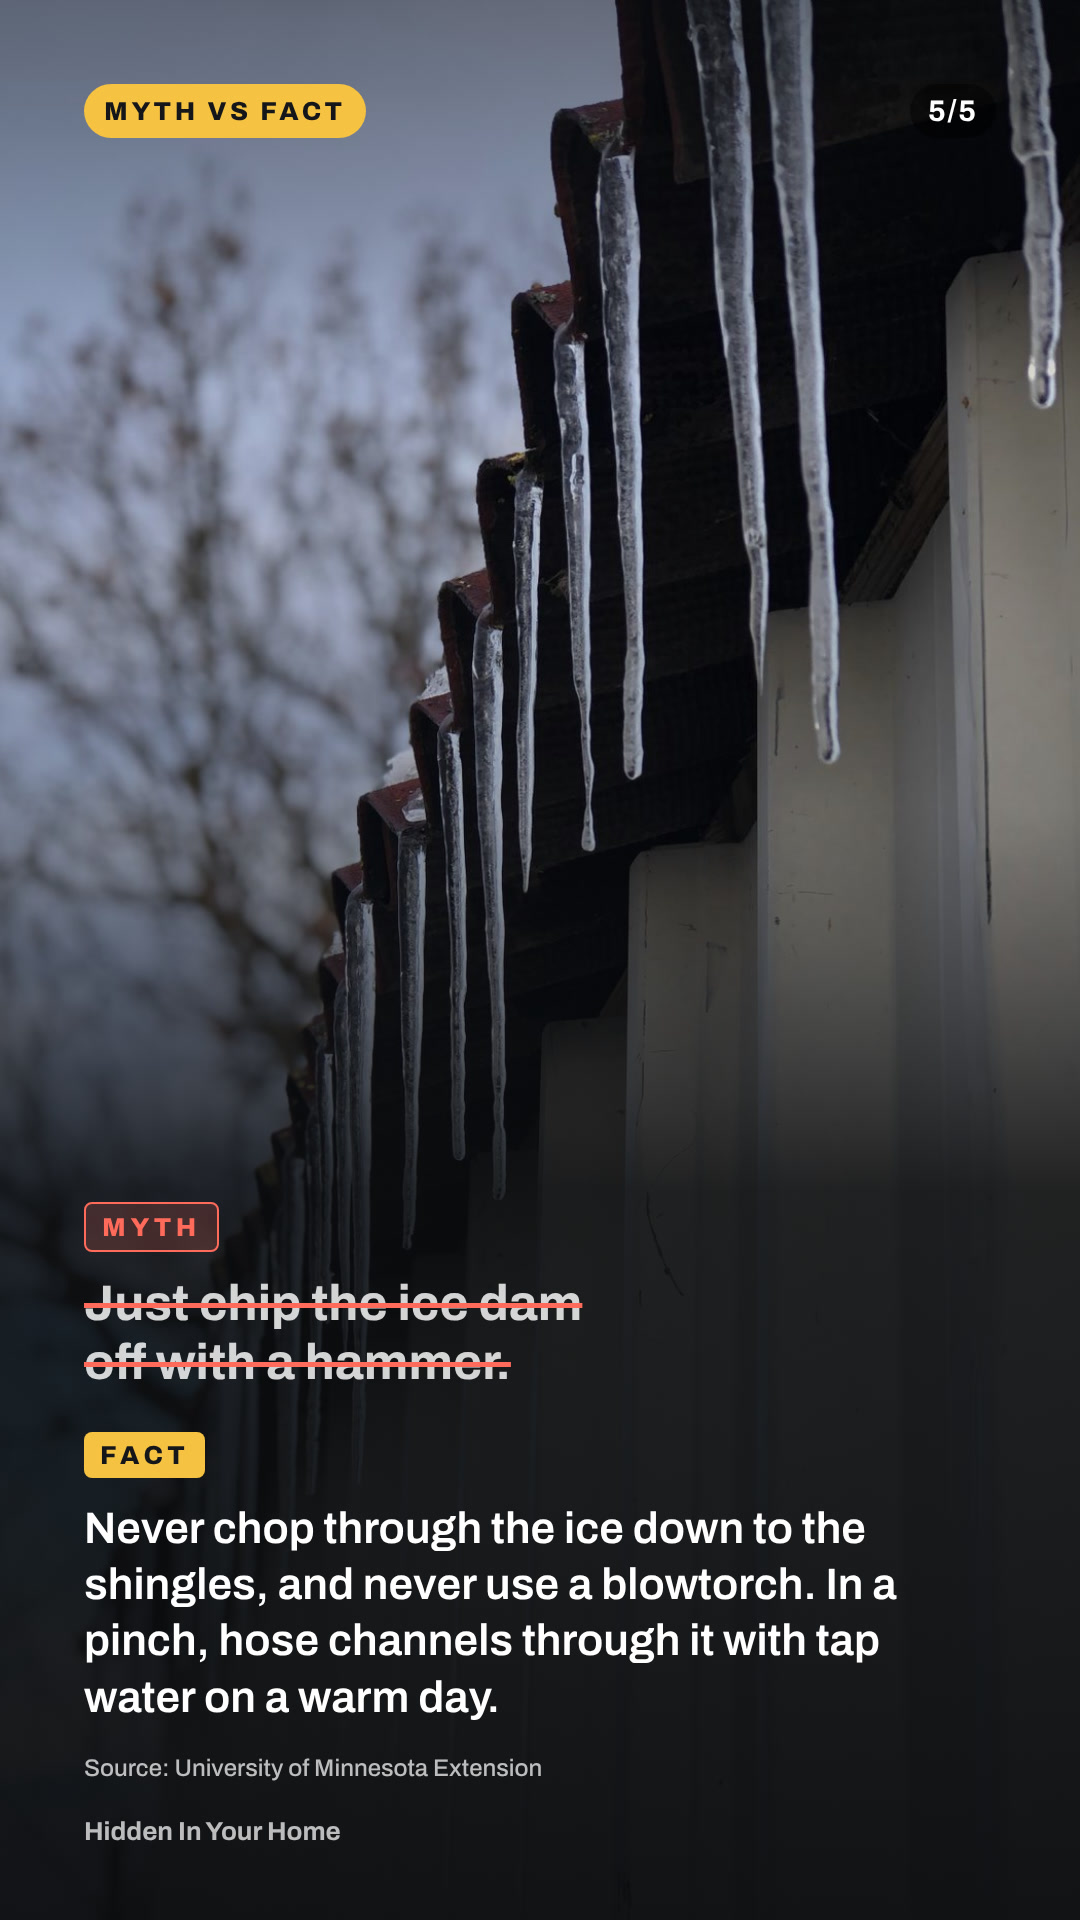 MYTH VS FACT
5/5
MYTH
Just chip the ice dam
off with a hammer.
FACT
Never chop through the ice down to the
shingles, and never use a blowtorch. In a
pinch, hose channels through it with tap
water on a warm day.
Source: University of Minnesota Extension
Hidden In Your Home